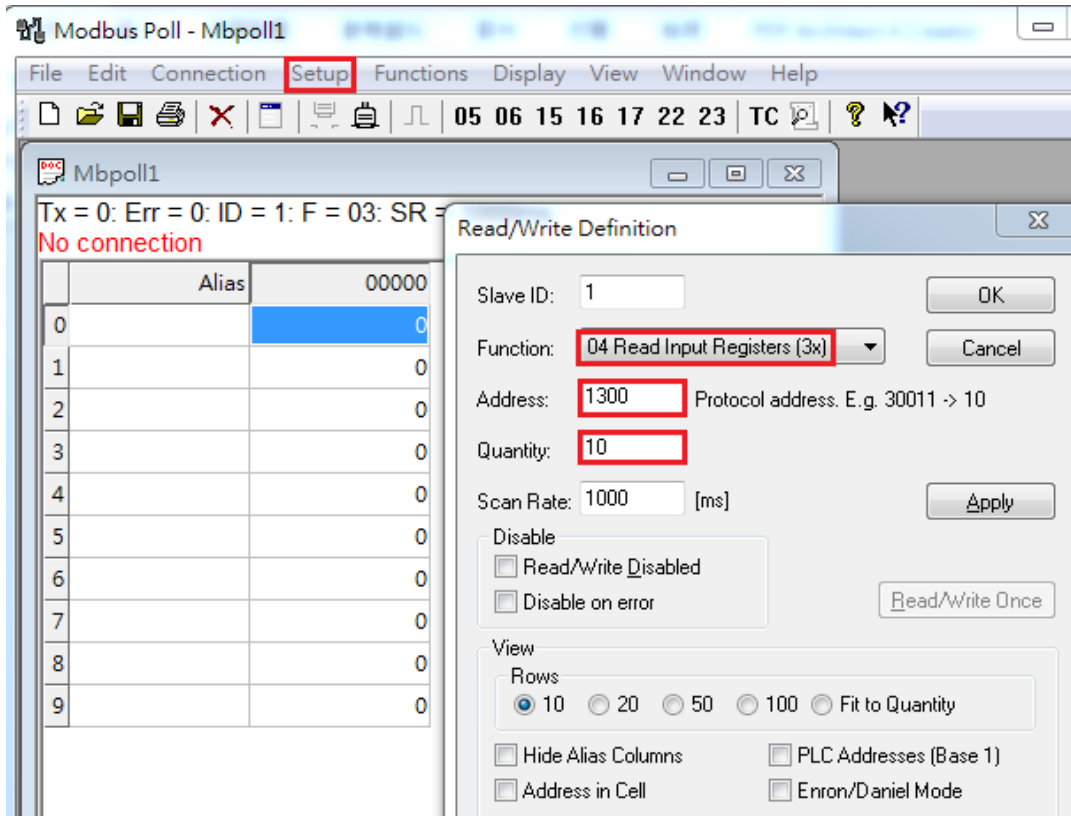 Modbus Poll - Mbpoll1
File Edit Connection Setup Functions Display View Window Help
05 06 15 16 17 22 23 TC
DOC
Mbpoll1
Tx = 0: Err = 0: ID = 1: F = 03: SR =
No connection
Alias 00000
0 0
1 0
2 0
3 0
4 0
5 0
6 0
7 0
8 0
9 0
Read/Write Definition
Slave ID: 1 OK
Function: 04 Read Input Registers (3x) Cancel
Address: 1300 Protocol address. E.g. 30011 -> 10
Quantity: 10
Scan Rate: 1000 [ms] Apply
Disable
Read/Write Disabled
Disable on error Read/Write Once
View
Rows
10 20 50 100 Fit to Quantity
Hide Alias Columns PLC Addresses (Base 1)
Address in Cell Enron/Daniel Mode